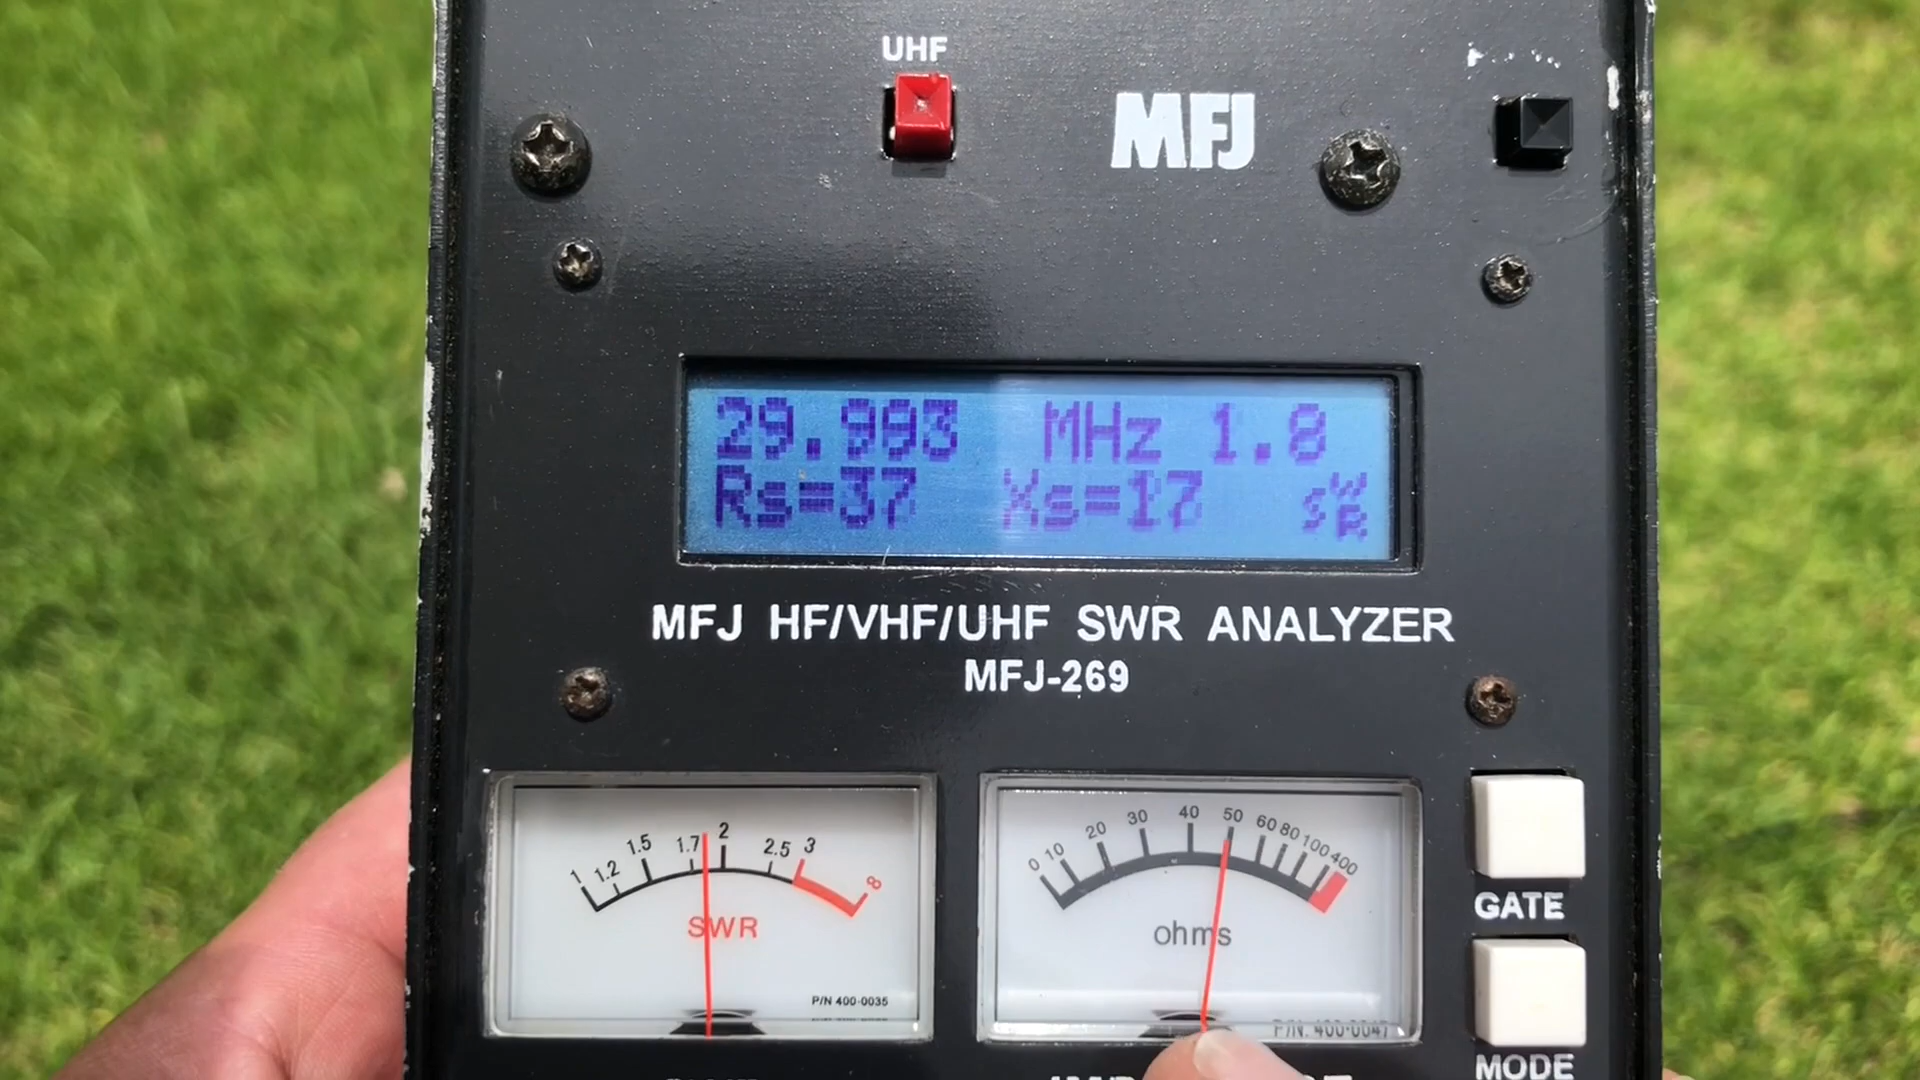 UHF
MFJ
29.993 MHz 1.8
Rs=37 Xs=17 SWR
MFJ HF/VHF/UHF SWR ANALYZER
MFJ-269
1 1.2 1.5 1.7 2 2.5 3 ∞
SWR
P/N 400-0035
0 10 20 30 40 50 60 80 100 400
ohms
P/N. 400-0047
GATE
MODE